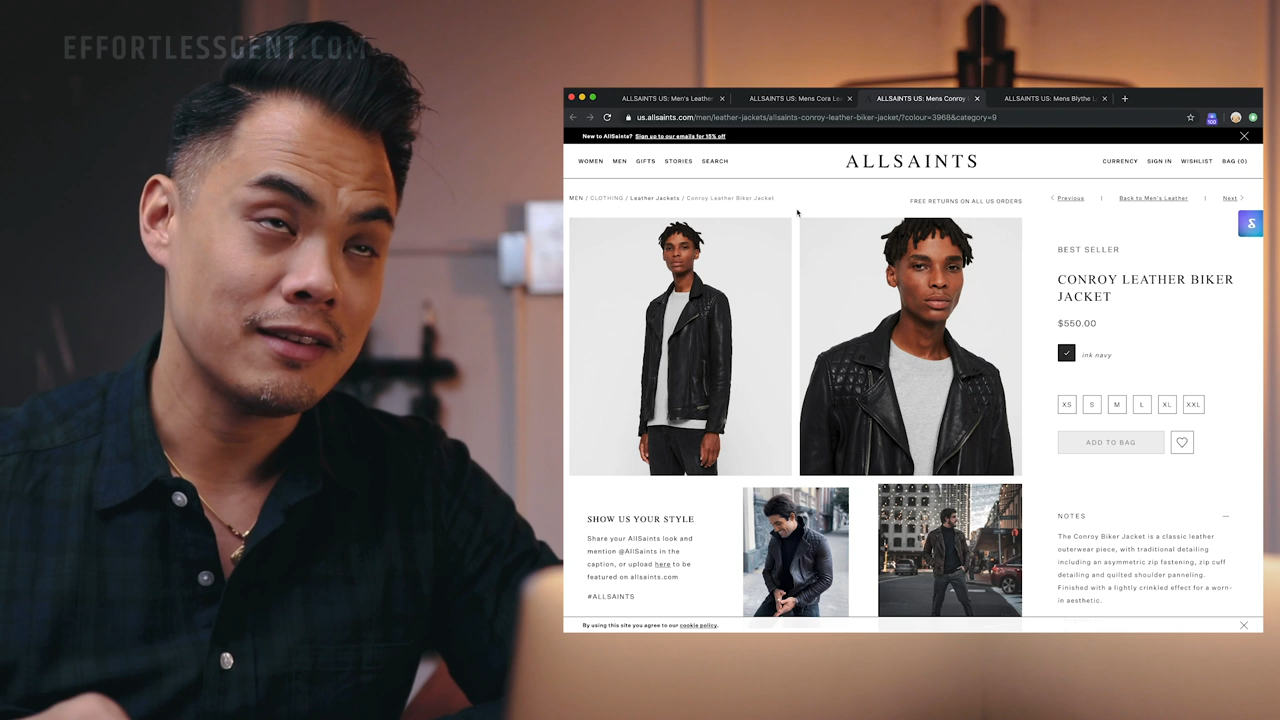 EFFORTLESSGENT.COM
ALLSAINTS US: Men's Leather
ALLSAINTS US: Mens Cora Le
ALLSAINTS US: Mens Conroy
ALLSAINTS US: Mens Blythe L
us.allsaints.com/men/leather-jackets/allsaints-conroy-leather-biker-jacket/?colour=3968&category=9
100
New to AllSaints? Sign up to our emails for 15% off
WOMEN MEN GIFTS STORIES SEARCH
ALLSAINTS
CURRENCY SIGN IN WISHLIST BAG (0)
MEN / CLOTHING / Leather Jackets / Conroy Leather Biker Jacket
FREE RETURNS ON ALL US ORDERS
Previous | Back to Men's Leather | Next
BEST SELLER
CONROY LEATHER BIKER
JACKET
$550.00
ink navy
XS S M L XL XXL
ADD TO BAG
SHOW US YOUR STYLE
Share your AllSaints look and
mention @AllSaints in the
caption, or upload here to be
featured on allsaints.com
#ALLSAINTS
NOTES
The Conroy Biker Jacket is a classic leather
outerwear piece, with traditional detailing
including an asymmetric zip fastening, zip cuff
detailing and quilted shoulder panneling.
Finished with a lightly crinkled effect for a worn-
in aesthetic.
By using this site you agree to our cookie policy.